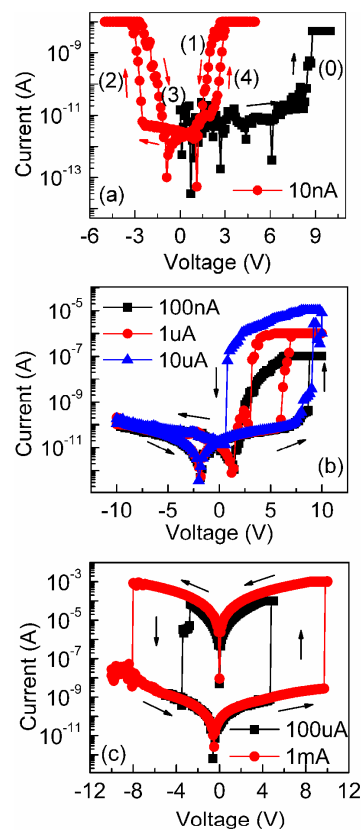 10⁻⁹
10⁻¹¹
10⁻¹³
Current (A)
(1)
(2)
(3)
(4)
(0)
(a)
10nA
-6 -3 0 3 6 9
Voltage (V)
10⁻⁵
10⁻⁷
10⁻⁹
10⁻¹¹
Current (A)
100nA
1uA
10uA
(b)
-10 -5 0 5 10
Voltage (V)
10⁻³
10⁻⁵
10⁻⁷
10⁻⁹
10⁻¹¹
Current (A)
(c)
100uA
1mA
-12 -8 -4 0 4 8 12
Voltage (V)